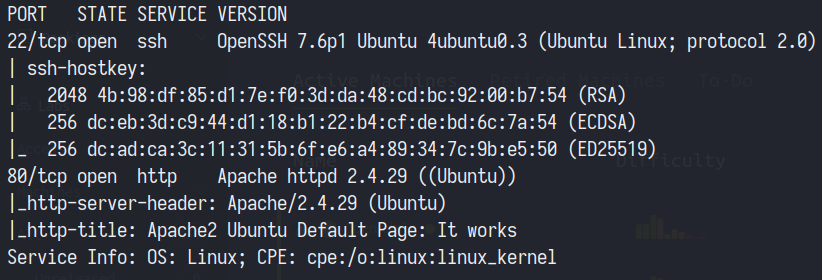 PORT   STATE SERVICE VERSION
22/tcp open  ssh     OpenSSH 7.6p1 Ubuntu 4ubuntu0.3 (Ubuntu Linux; protocol 2.0)
| ssh-hostkey:
|   2048 4b:98:df:85:d1:7e:f0:3d:da:48:cd:bc:92:00:b7:54 (RSA)
|   256 dc:eb:3d:c9:44:d1:18:b1:22:b4:cf:de:bd:6c:7a:54 (ECDSA)
|_  256 dc:ad:ca:3c:11:31:5b:6f:e6:a4:89:34:7c:9b:e5:50 (ED25519)
80/tcp open  http    Apache httpd 2.4.29 ((Ubuntu))
|_http-server-header: Apache/2.4.29 (Ubuntu)
|_http-title: Apache2 Ubuntu Default Page: It works
Service Info: OS: Linux; CPE: cpe:/o:linux:linux_kernel
Active Machines   Retired Machines   To-Do
Name   Difficulty